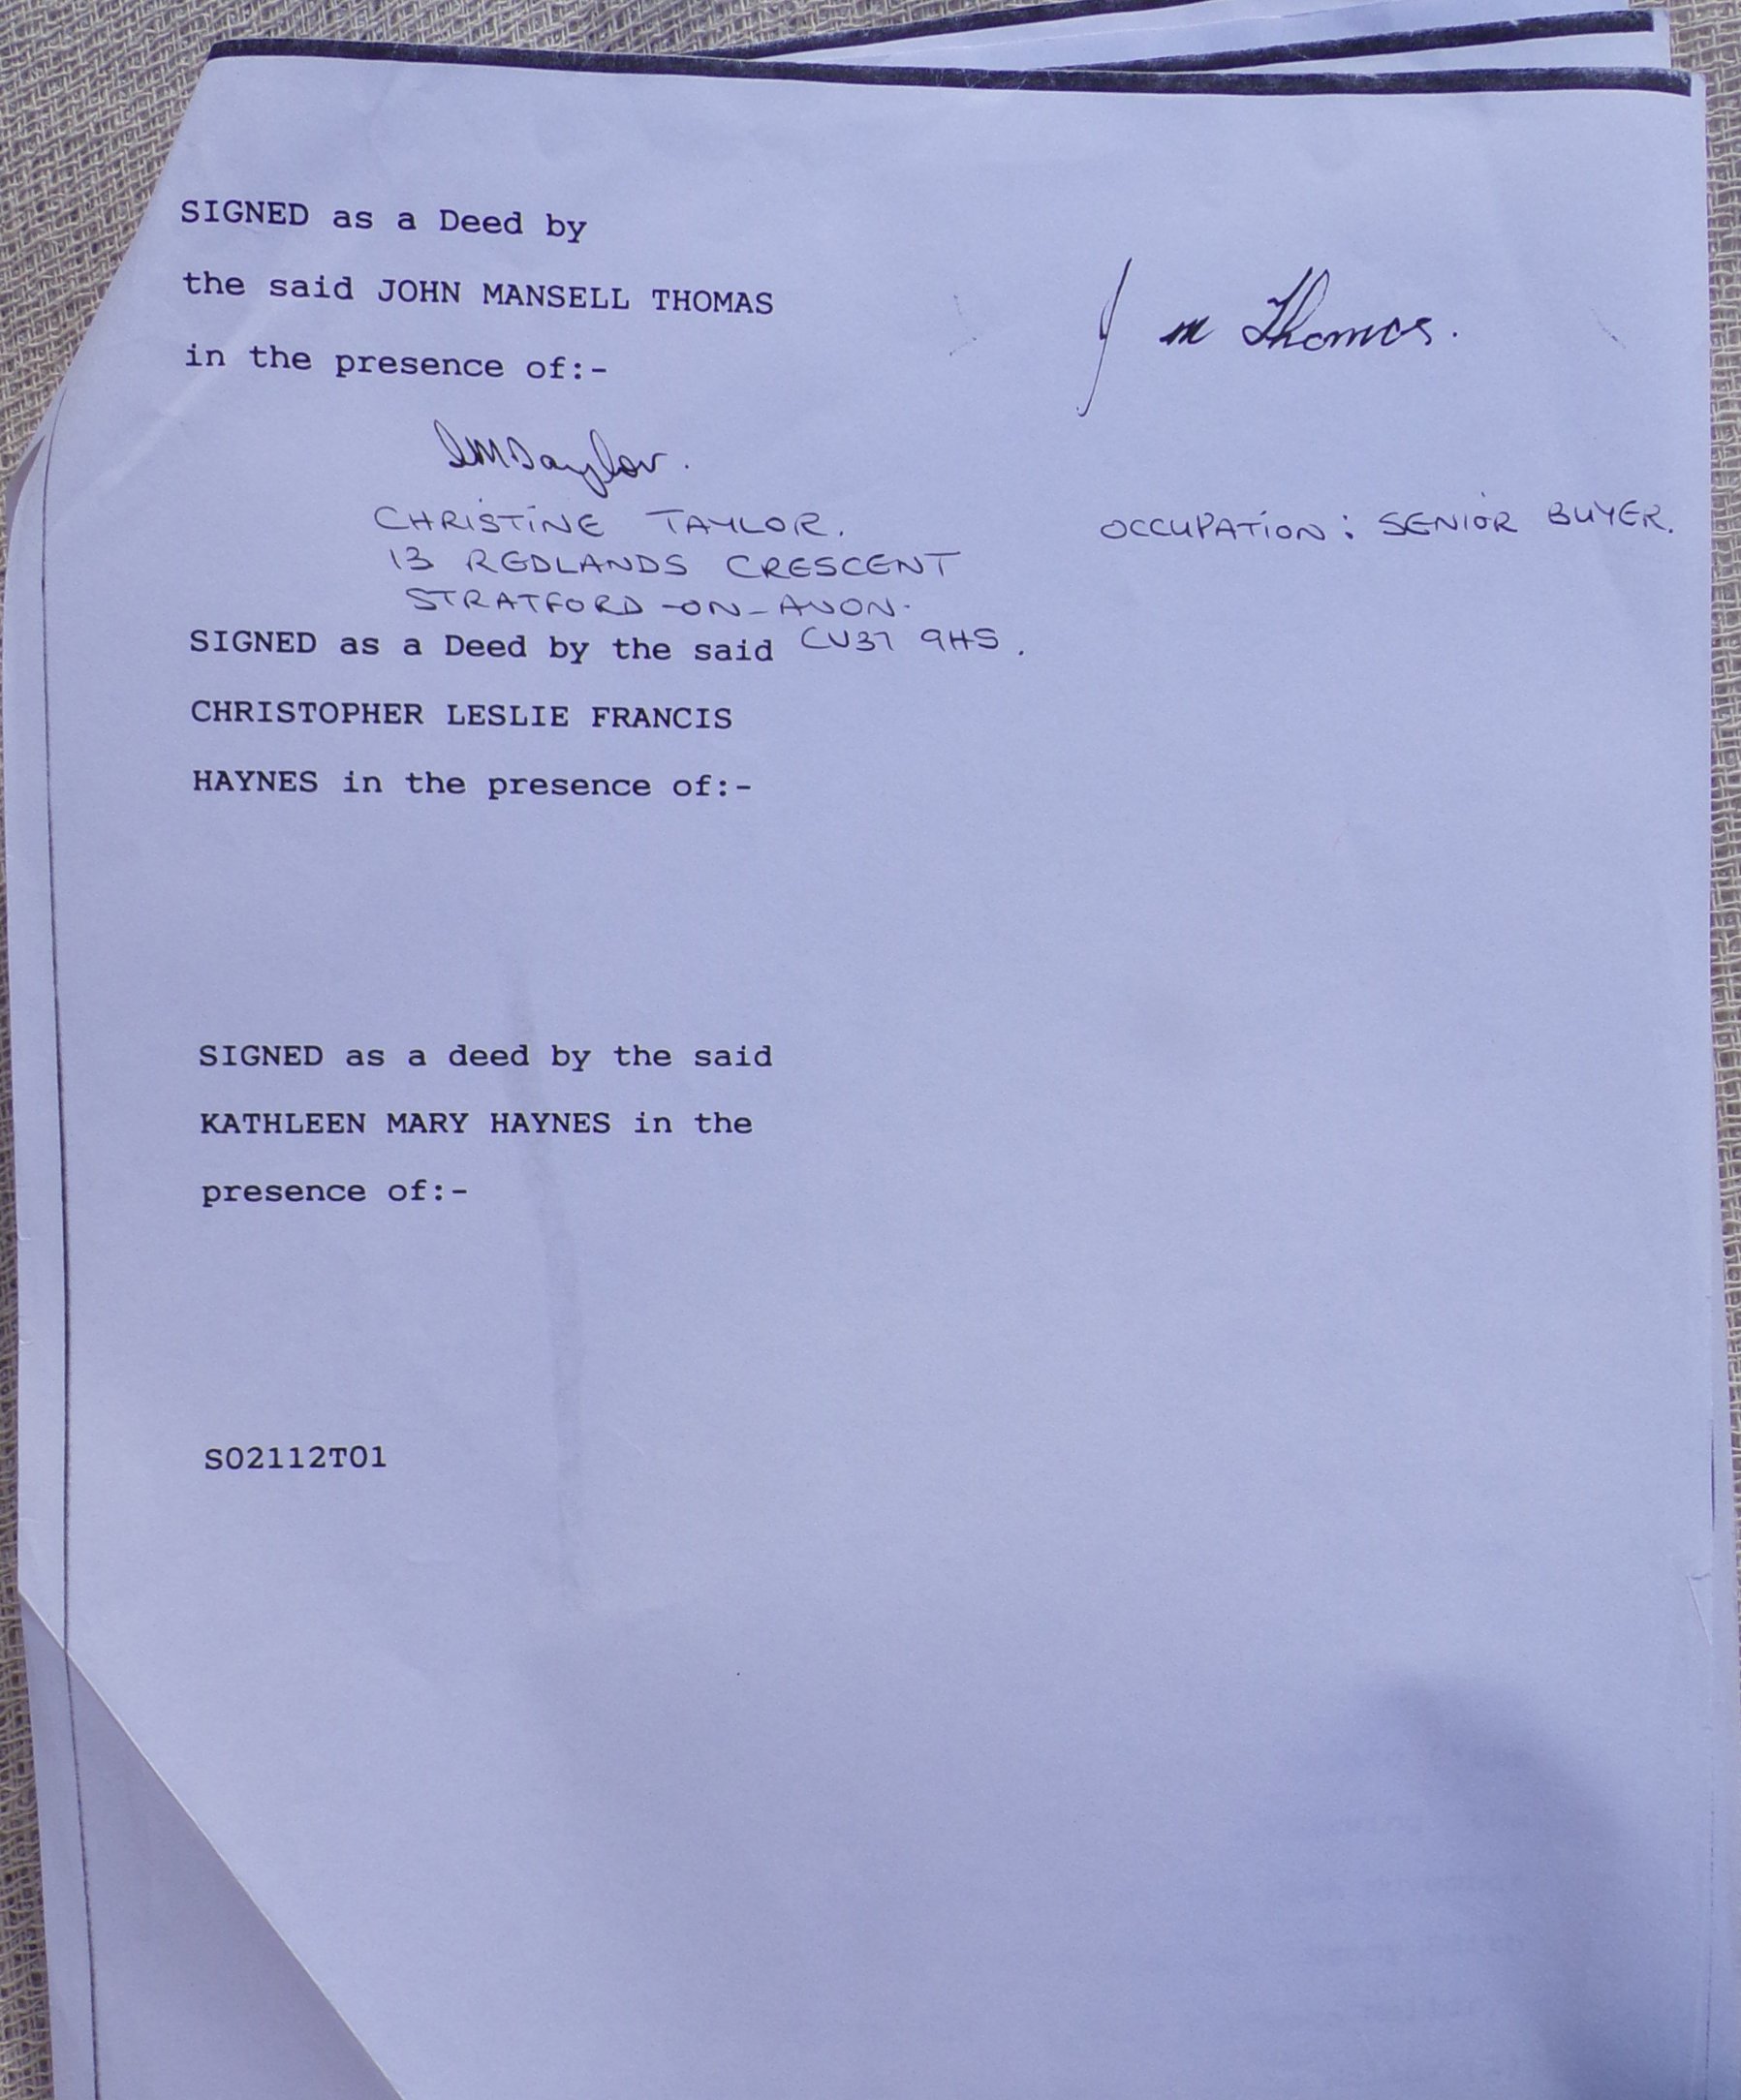 SIGNED as a Deed by
the said JOHN MANSELL THOMAS
in the presence of:-
J m Thomas.
CHRISTINE TAYLOR.
OCCUPATION: SENIOR BUYER.
13 REDLANDS CRESCENT
STRATFORD-ON-AVON.
SIGNED as a Deed by the said CV37 9HS.
CHRISTOPHER LESLIE FRANCIS
HAYNES in the presence of:-
SIGNED as a deed by the said
KATHLEEN MARY HAYNES in the
presence of:-
S02112T01